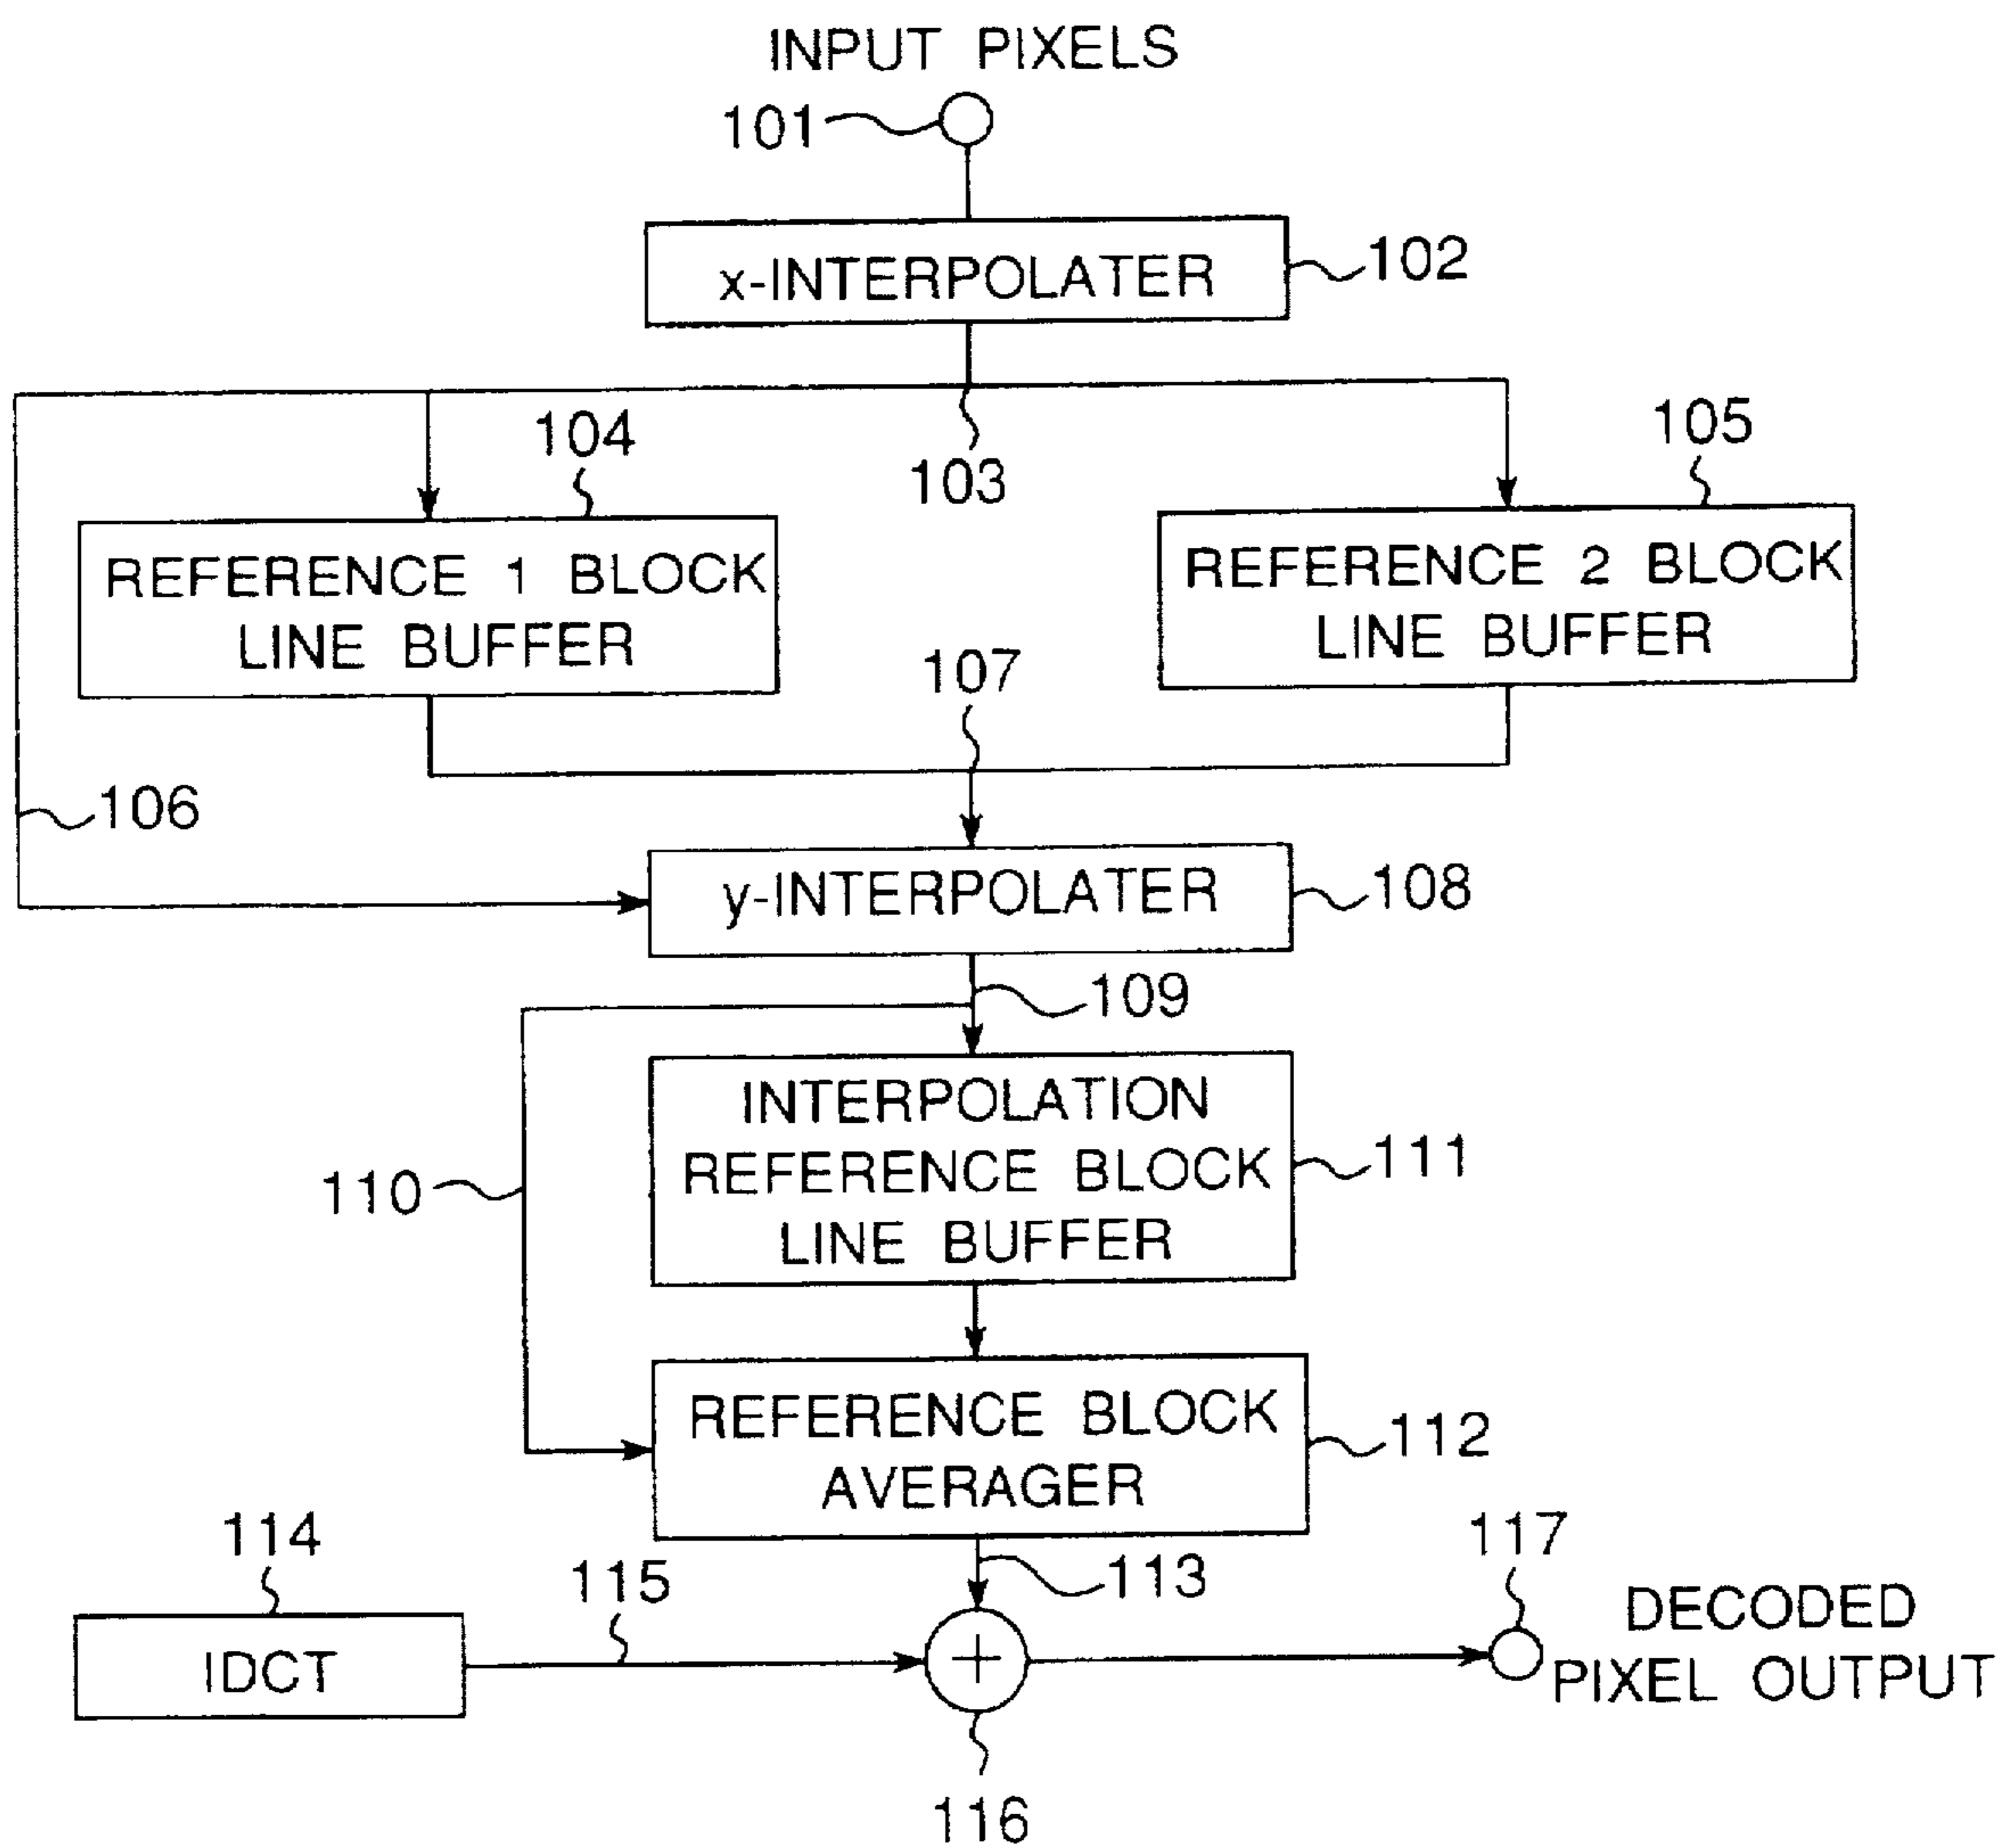 INPUT PIXELS
101
x-INTERPOLATER
102
103
104
105
REFERENCE 1 BLOCK
LINE BUFFER
REFERENCE 2 BLOCK
LINE BUFFER
107
106
y-INTERPOLATER
108
109
110
INTERPOLATION
REFERENCE BLOCK
LINE BUFFER
111
REFERENCE BLOCK
AVERAGER
112
113
114
IDCT
115
+
116
117
DECODED
PIXEL OUTPUT